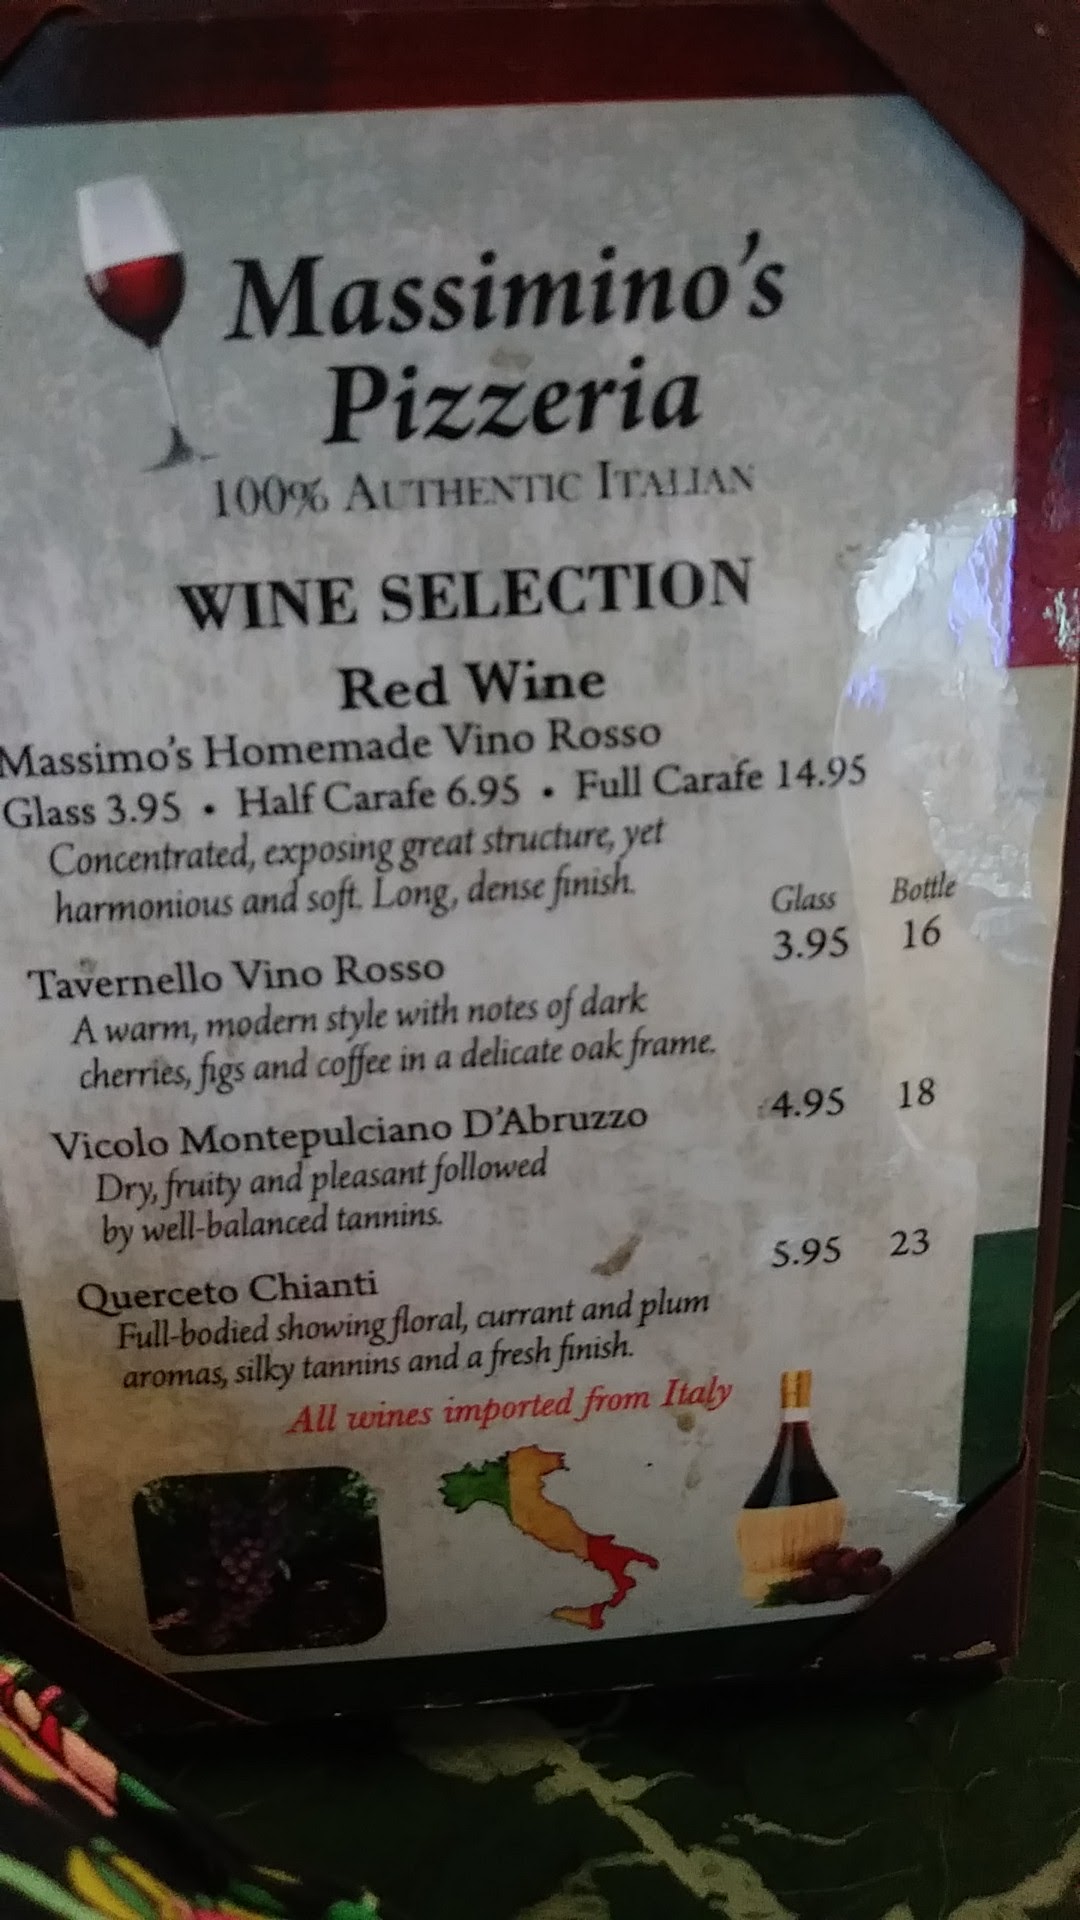 Massimino's
Pizzeria
100% AUTHENTIC ITALIAN
WINE SELECTION
Red Wine
Massimo's Homemade Vino Rosso
Glass 3.95 • Half Carafe 6.95 • Full Carafe 14.95
Concentrated, exposing great structure, yet
harmonious and soft. Long, dense finish.
Glass Bottle
Tavernello Vino Rosso 3.95 16
A warm, modern style with notes of dark
cherries, figs and coffee in a delicate oak frame.
Vicolo Montepulciano D'Abruzzo 4.95 18
Dry, fruity and pleasant followed
by well-balanced tannins.
Querceto Chianti 5.95 23
Full-bodied showing floral, currant and plum
aromas, silky tannins and a fresh finish.
All wines imported from Italy